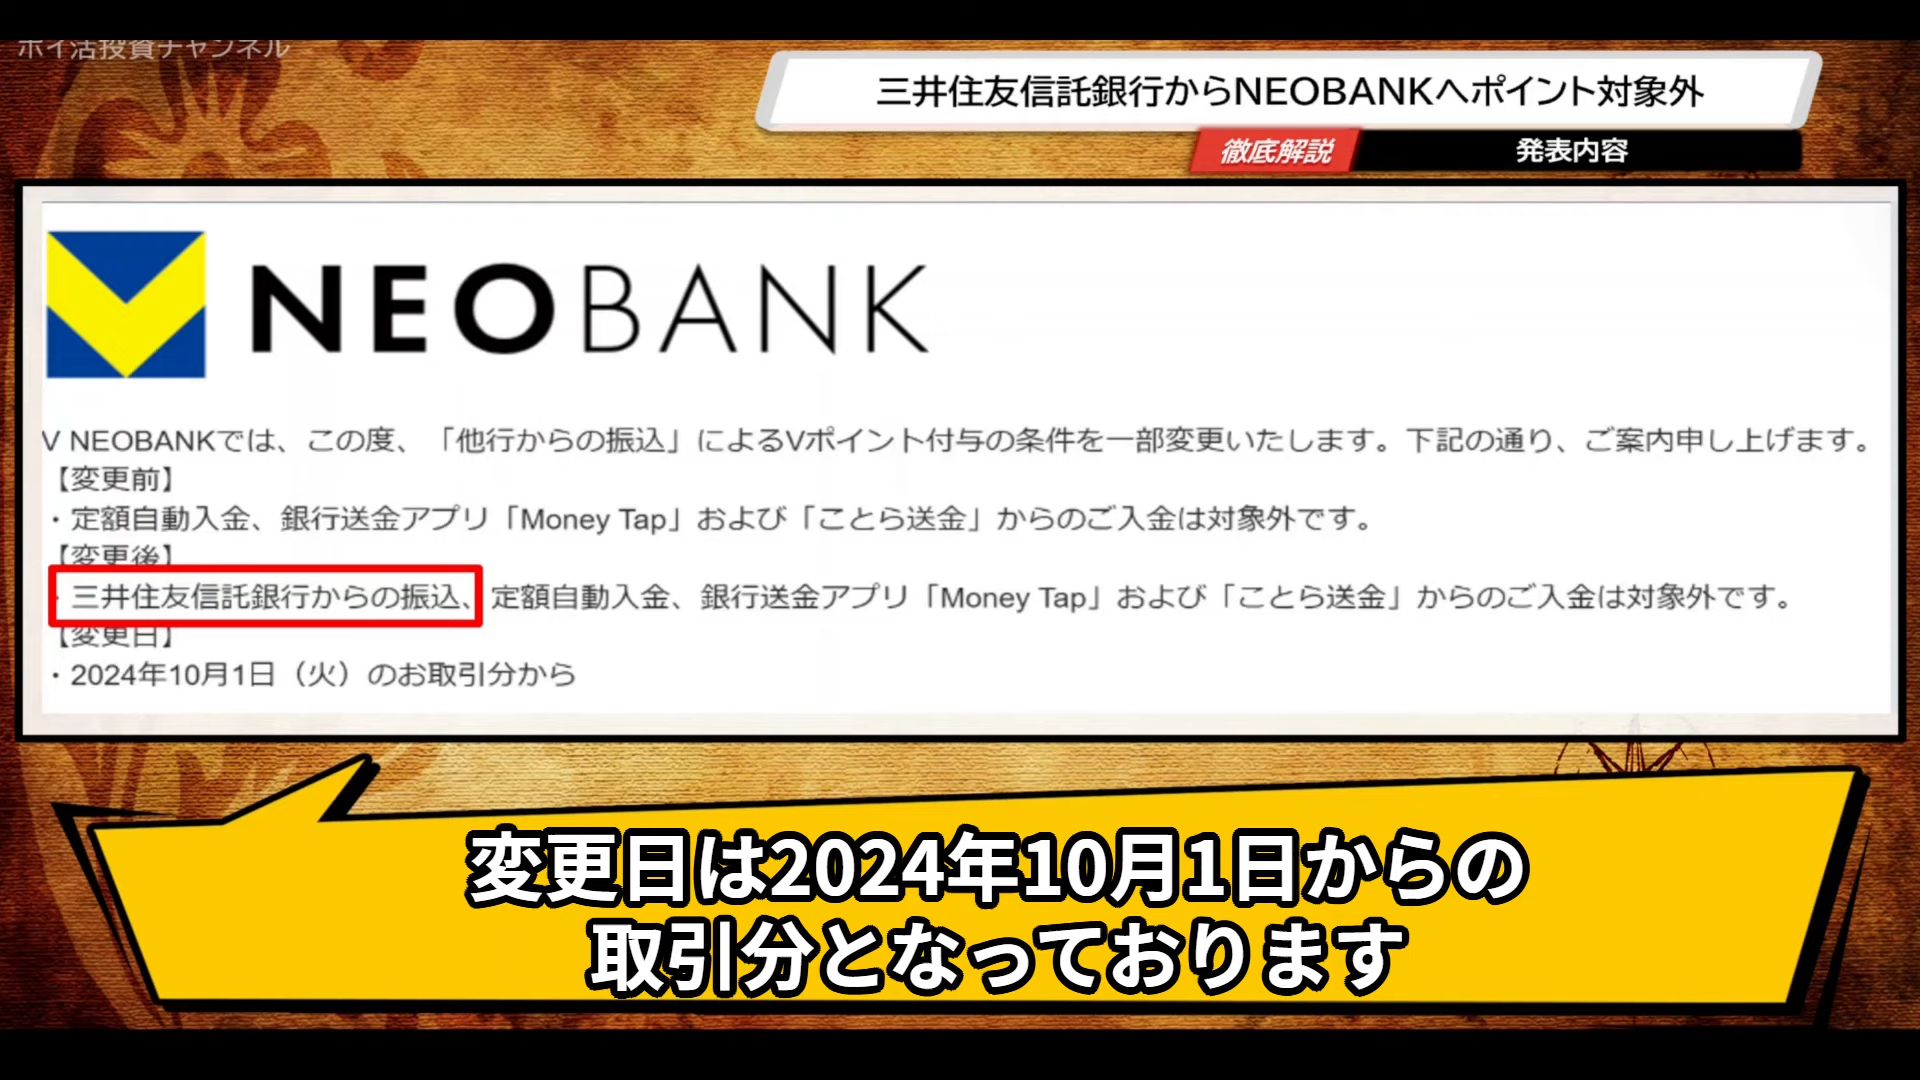 ポイ活投資チャンネル
三井住友信託銀行からNEOBANKへポイント対象外
徹底解説
発表内容
NEOBANK
V NEOBANKでは、この度、「他行からの振込」によるVポイント付与の条件を一部変更いたします。下記の通り、ご案内申し上げます。
【変更前】
・定額自動入金、銀行送金アプリ「Money Tap」および「ことら送金」からのご入金は対象外です。
【変更後】
・三井住友信託銀行からの振込、定額自動入金、銀行送金アプリ「Money Tap」および「ことら送金」からのご入金は対象外です。
【変更日】
・2024年10月1日（火）のお取引分から
変更日は2024年10月1日からの
取引分となっております